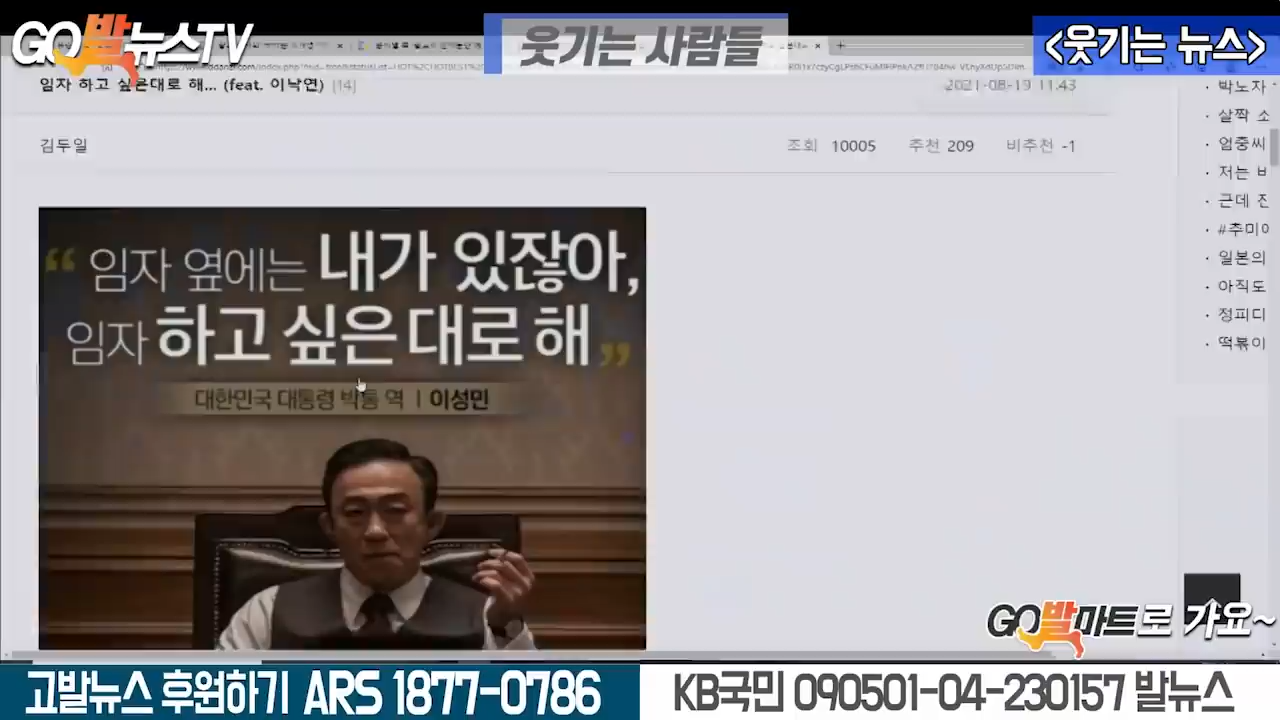 GO발뉴스TV
웃기는 사람들
<웃기는 뉴스>
임자 하고 싶은대로 해... (feat. 이낙연) [14]
2021-08-19 11:43
김두일
조회 10005 추천 209 비추천 -1
· 박노자
· 살짝 소
· 엄중씨
· 저는 비
· 근데 진
· #추미애
· 일본의
· 아직도
· 정피디
· 떡볶이
“ 임자 옆에는 내가 있잖아,
임자 하고 싶은 대로 해 ”
대한민국 대통령 박통 역 | 이성민
GO발마트로 가요~
고발뉴스 후원하기 ARS 1877-0786
KB국민 090501-04-230157 발뉴스